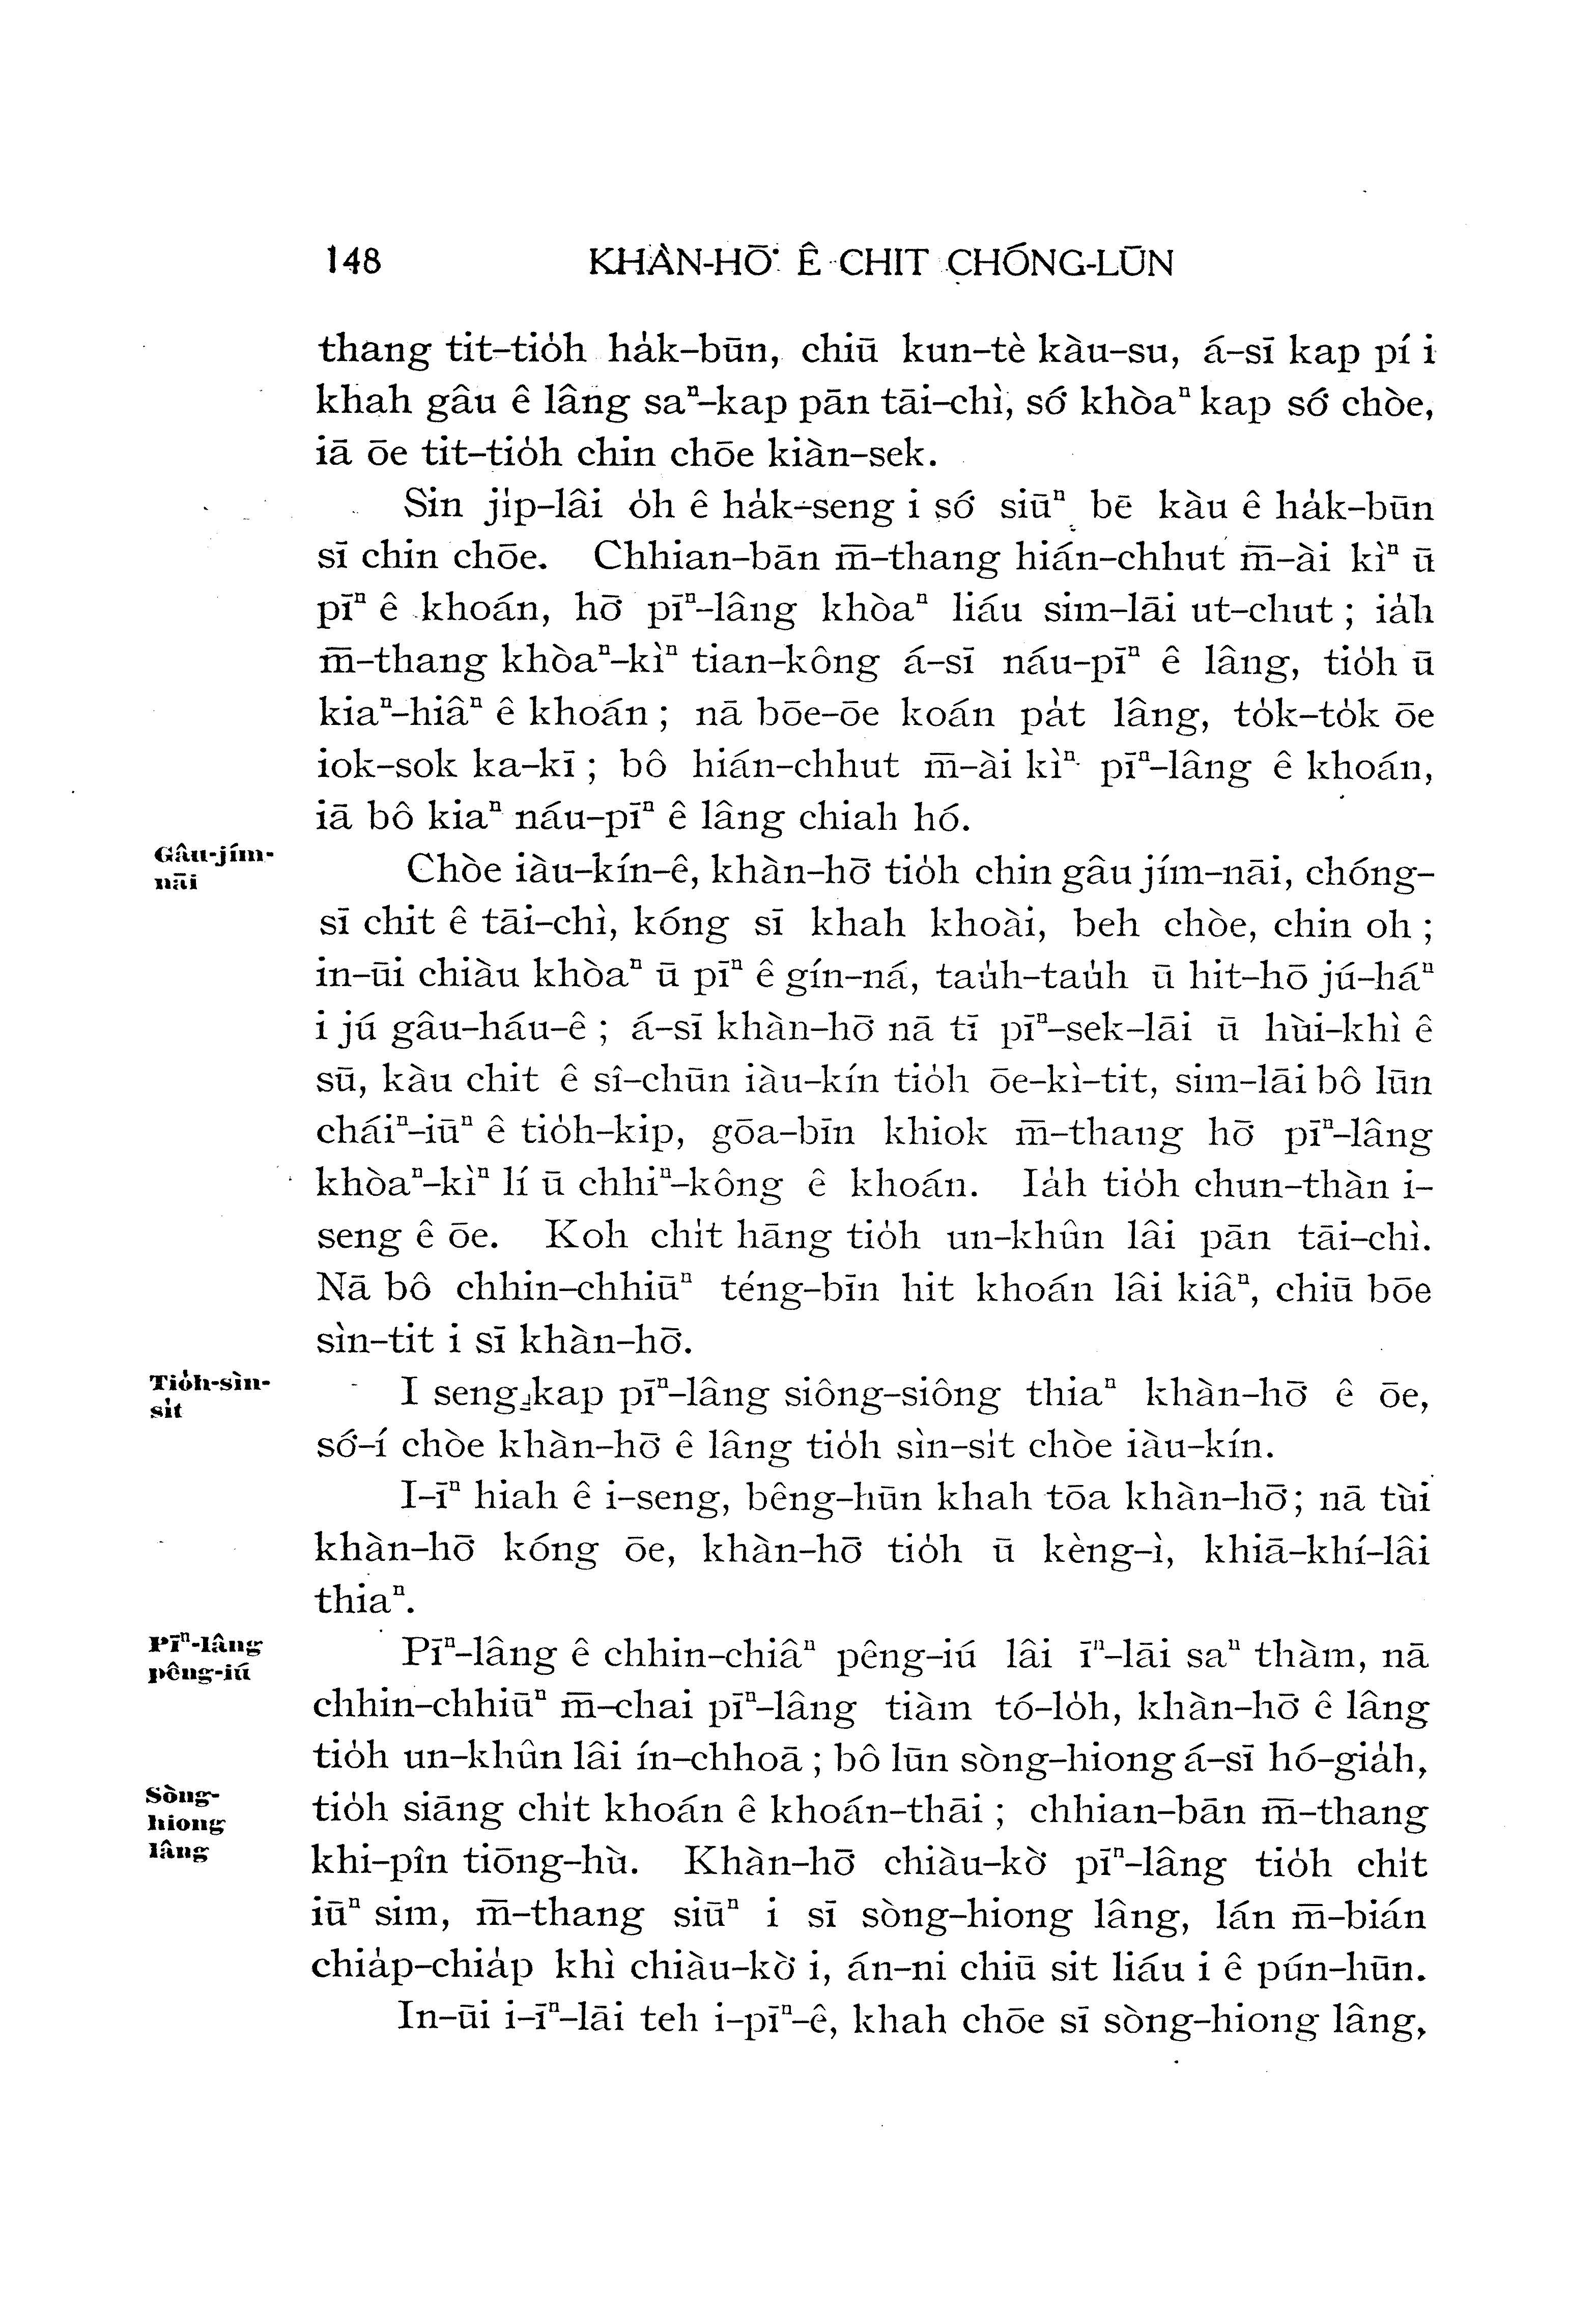 148 KHÀN-HŌ͘ Ê CHIT CHÓNG-LŪN
thang tit-tio̍h ha̍k-būn, chiū kun-tè kàu-su, á-sī kap pí i
khah gâu ê lâng saⁿ-kap pān tāi-chì, só͘ khòaⁿ kap só͘ chòe,
iā ōe tit-tio̍h chin chōe kiàn-sek.
Sin ji̍p-lâi o̍h ê ha̍k-seng i só͘ siūⁿ bē kàu ê ha̍k-būn
sī chin chōe. Chhian-bān m̄-thang hián-chhut m̄-ài kìⁿ ū
pīⁿ ê khoán, hō͘ pīⁿ-lâng khòaⁿ liáu sim-lāi ut-chut; ia̍h
m̄-thang khòaⁿ-kìⁿ tian-kông á-sī náu-pīⁿ ê lâng, tio̍h ū
kiaⁿ-hiâⁿ ê khoán; nā bōe-ōe koán pa̍t lâng, to̍k-to̍k ōe
iok-sok ka-kī; bô hián-chhut m̄-ài kìⁿ pīⁿ-lâng ê khoán,
iā bô kiaⁿ náu-pīⁿ ê lâng chiah hó.
Gâu-jím-
nāi
Chòe iàu-kín-ê, khàn-hō͘ tio̍h chin gâu jím-nāi, chóng-
sī chit ê tāi-chì, kóng sī khah khoài, beh chòe, chin oh;
in-ūi chiàu khòaⁿ ū pīⁿ ê gín-ná, ta̍uh-ta̍uh ū hit-hō jú-háⁿ
i jú gâu-háu-ê; á-sī khàn-hō͘ nā tī pīⁿ-sek-lāi ū hùi-khì ê
sū, kàu chit ê sî-chūn iàu-kín tio̍h ōe-kì-tit, sim-lāi bô lūn
cháiⁿ-iūⁿ ê tio̍h-kip, gōa-bīn khiok m̄-thang hō͘ pīⁿ-lâng
khòaⁿ-kìⁿ lí ū chhiⁿ-kông ê khoán. Ia̍h tio̍h chun-thàn i-
seng ê ōe. Koh chi̍t hāng tio̍h un-khûn lâi pān tāi-chì.
Nā bô chhin-chhiūⁿ téng-bīn hit khoán lâi kiâⁿ, chiū bōe
sìn-tit i sī khàn-hō͘.
Tio̍h-sìn-
si̍t
I seng kap pīⁿ-lâng siông-siông thiaⁿ khàn-hō͘ ê ōe,
só͘-í chòe khàn-hō͘ ê lâng tio̍h sìn-si̍t chòe iàu-kín.
I-īⁿ hiah ê i-seng, bêng-hūn khah tōa khàn-hō͘; nā tùi
khàn-hō͘ kóng ōe, khàn-hō͘ tio̍h ū kèng-ì, khiā-khí-lâi
thiaⁿ.
Pīⁿ-lâng
pêng-iú
Pīⁿ-lâng ê chhin-chiâⁿ pêng-iú lâi īⁿ-lāi saⁿ thàm, nā
chhin-chhiūⁿ m̄-chai pīⁿ-lâng tiàm tó-lo̍h, khàn-hō͘ ê lâng
tio̍h un-khûn lâi ín-chhoā; bô lūn sòng-hiong á-sī hó-gia̍h,
Sòng-
hiong
lâng
tio̍h siāng chi̍t khoán ê khoán-thāi; chhian-bān m̄-thang
khi-pîn tiōng-hù. Khàn-hō͘ chiàu-kò͘ pīⁿ-lâng tio̍h chi̍t
iūⁿ sim, m̄-thang siūⁿ i sī sòng-hiong lâng, lán m̄-bián
chia̍p-chia̍p khì chiàu-kò͘ i, án-ni chiū sit liáu i ê pún-hūn.
In-ūi i-īⁿ-lāi teh i-pīⁿ-ê, khah chōe sī sòng-hiong lâng,